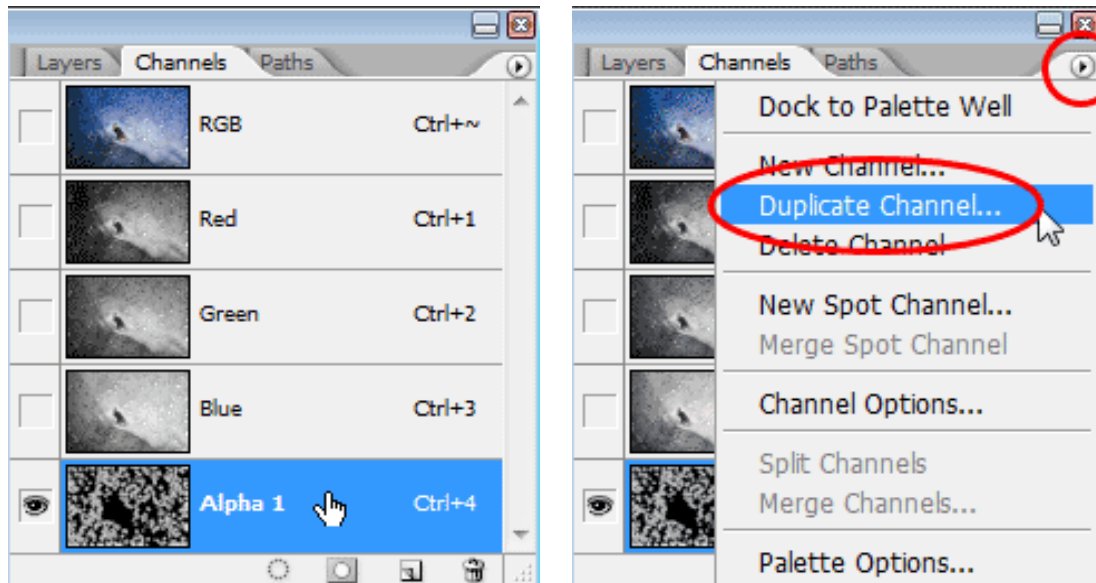 Layers Channels Paths
RGB Ctrl+~
Red Ctrl+1
Green Ctrl+2
Blue Ctrl+3
Alpha 1 Ctrl+4
Layers Channels Paths
Dock to Palette Well
New Channel...
Duplicate Channel...
Delete Channel
New Spot Channel...
Merge Spot Channel
Channel Options...
Split Channels
Merge Channels...
Palette Options...